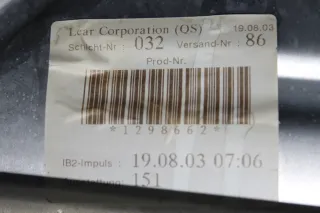 Lear Corporation (QS) 19.08.03
Schicht-Nr : 032 Versand-Nr : 86
Prod-Nr.
*1298662*
IB2-Impuls : 19.08.03 07:06
151